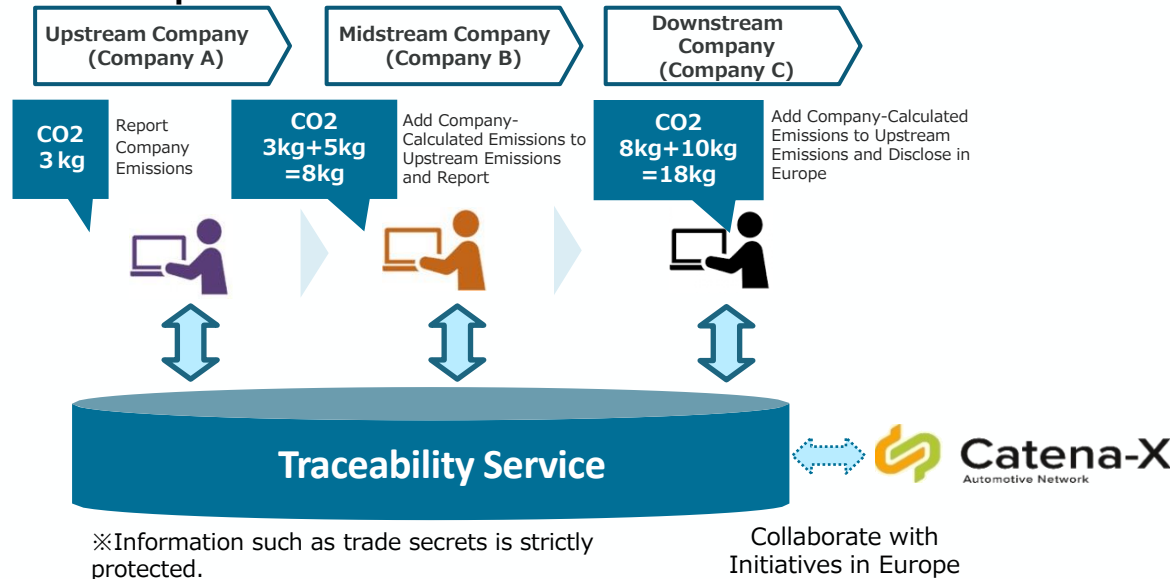 Upstream Company
(Company A)
Midstream Company
(Company B)
Downstream
Company
(Company C)
CO2
3 kg
Report
Company
Emissions
CO2
3kg+5kg
=8kg
Add Company-
Calculated Emissions to
Upstream Emissions
and Report
CO2
8kg+10kg
=18kg
Add Company-Calculated
Emissions to Upstream
Emissions and Disclose in
Europe
Traceability Service
Catena-X
Automotive Network
※Information such as trade secrets is strictly
protected.
Collaborate with
Initiatives in Europe